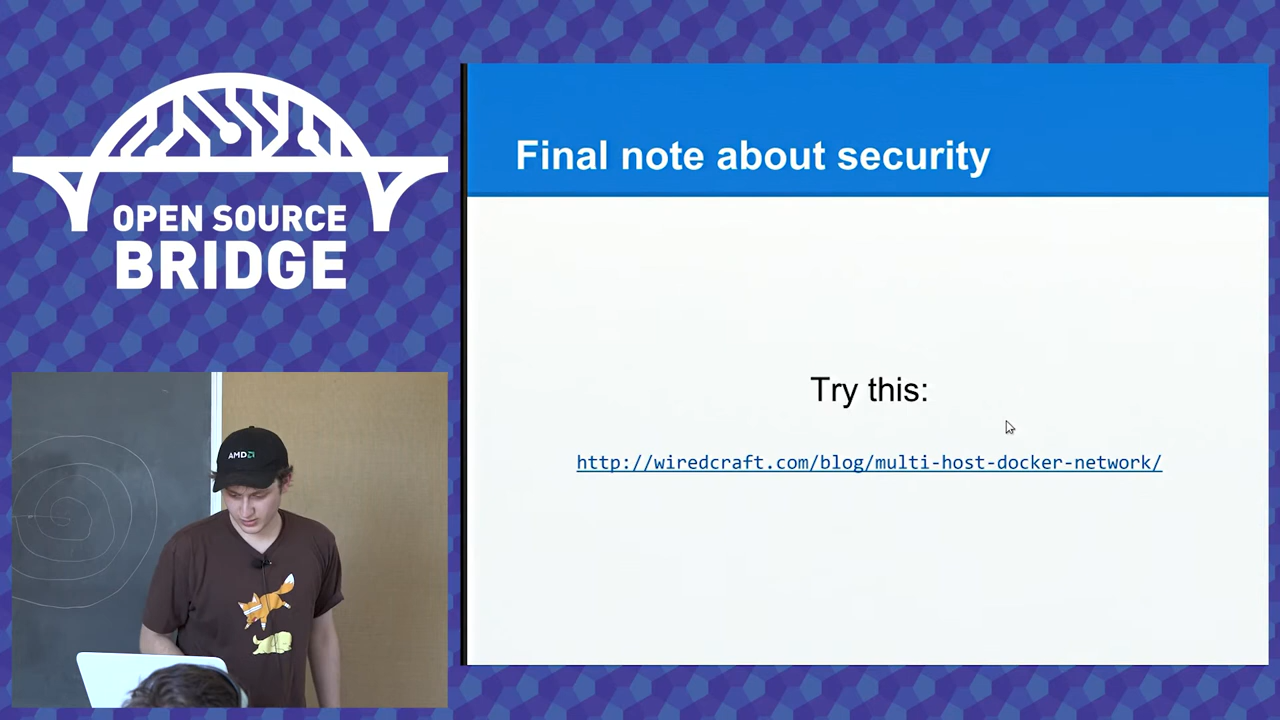 OPEN SOURCE
BRIDGE
Final note about security
Try this:
http://wiredcraft.com/blog/multi-host-docker-network/
AMD